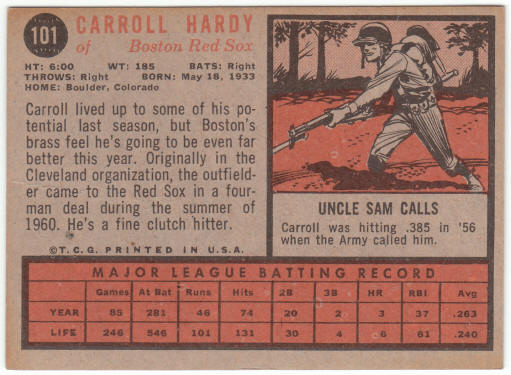 101
CARROLL HARDY
of Boston Red Sox
HT: 6:00 WT: 185 BATS: Right
THROWS: Right BORN: May 18, 1933
HOME: Boulder, Colorado
Carroll lived up to some of his po-
tential last season, but Boston's
brass feel he's going to be even far
better this year. Originally in the
Cleveland organization, the outfield-
er came to the Red Sox in a four-
man deal during the summer of
1960. He's a fine clutch hitter.
©T.C.G. PRINTED IN U.S.A.
UNCLE SAM CALLS
Carroll was hitting .385 in '56
when the Army called him.
MAJOR LEAGUE BATTING RECORD
Games At Bat Runs Hits 2B 3B HR RBI Avg
YEAR 85 281 46 74 20 2 3 37 .263
LIFE 246 546 101 131 30 4 6 61 .240